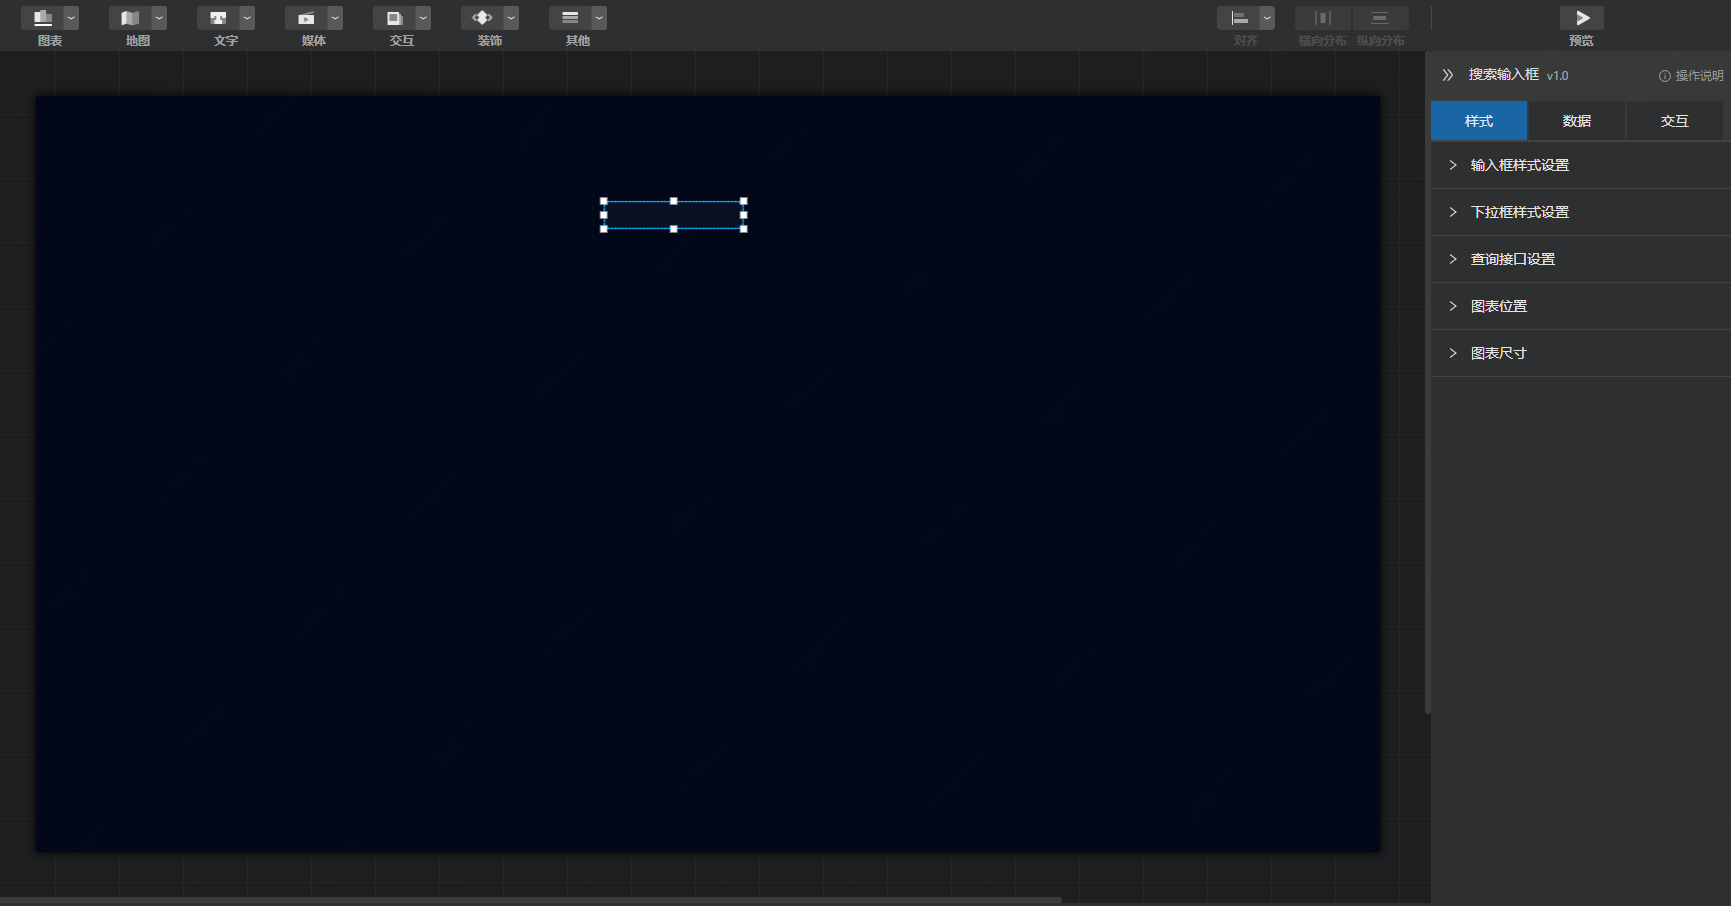 图表 地图 文字 媒体 交互 装饰 其他 对齐 横向分布 纵向分布 预览
搜索输入框 v1.0 操作说明
样式 数据 交互
输入框样式设置
下拉框样式设置
查询接口设置
图表位置
图表尺寸